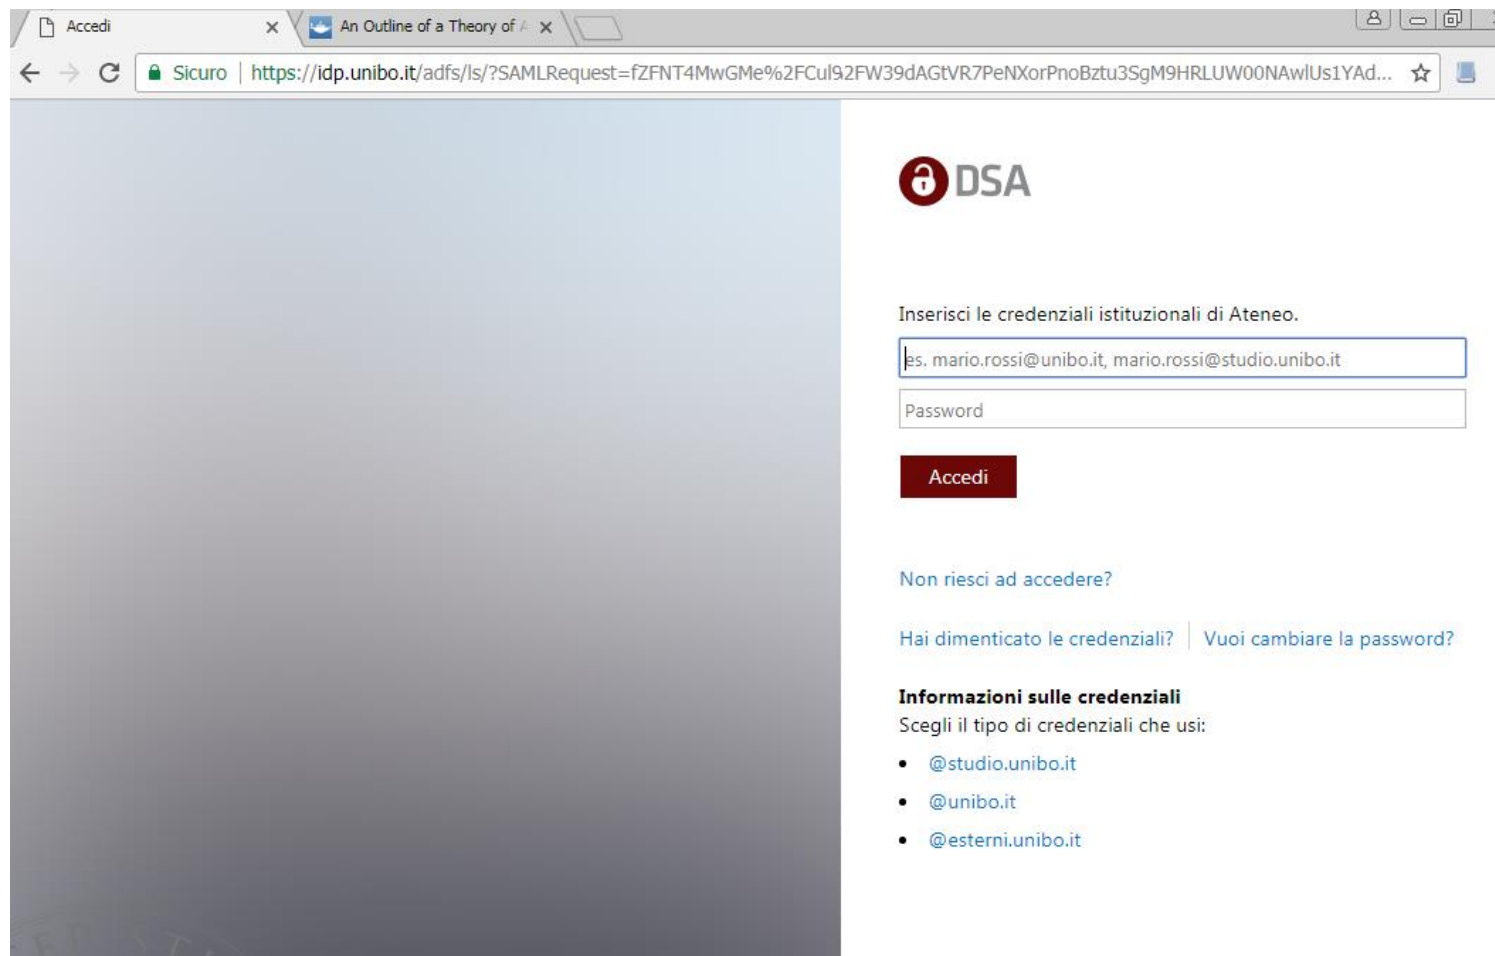 Accedi
An Outline of a Theory of
Sicuro | https://idp.unibo.it/adfs/ls/?SAMLRequest=fZFNT4MwGMe%2FCul92FW39dAGtVR7PeNXorPnoBztu3SgM9HRLUW00NAwlUs1YAd...
DSA
Inserisci le credenziali istituzionali di Ateneo.
es. mario.rossi@unibo.it, mario.rossi@studio.unibo.it
Password
Accedi
Non riesci ad accedere?
Hai dimenticato le credenziali? Vuoi cambiare la password?
Informazioni sulle credenziali
Scegli il tipo di credenziali che usi:
@studio.unibo.it
@unibo.it
@esterni.unibo.it